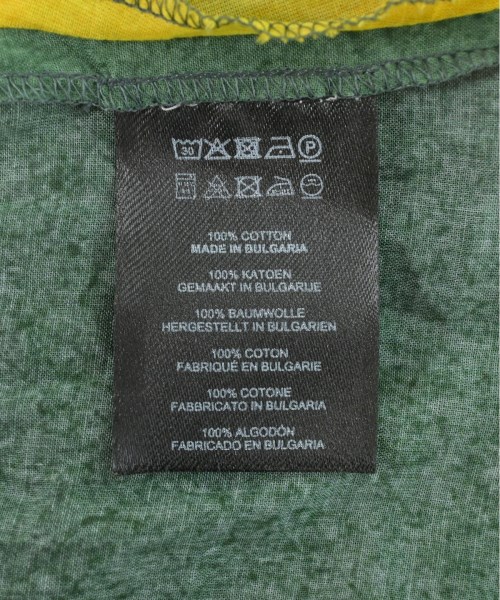 30 P
100% COTTON
MADE IN BULGARIA
100% KATOEN
GEMAAKT IN BULGARIJE
100% BAUMWOLLE
HERGESTELLT IN BULGARIEN
100% COTON
FABRIQUÉ EN BULGARIE
100% COTONE
FABBRICATO IN BULGARIA
100% ALGODÓN
FABRICADO EN BULGARIA